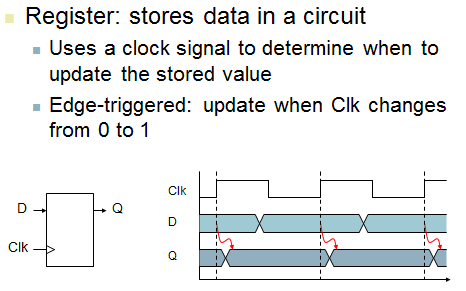 Register: stores data in a circuit
Uses a clock signal to determine when to
update the stored value
Edge-triggered: update when Clk changes
from 0 to 1
D
Q
Clk
Clk
D
Q